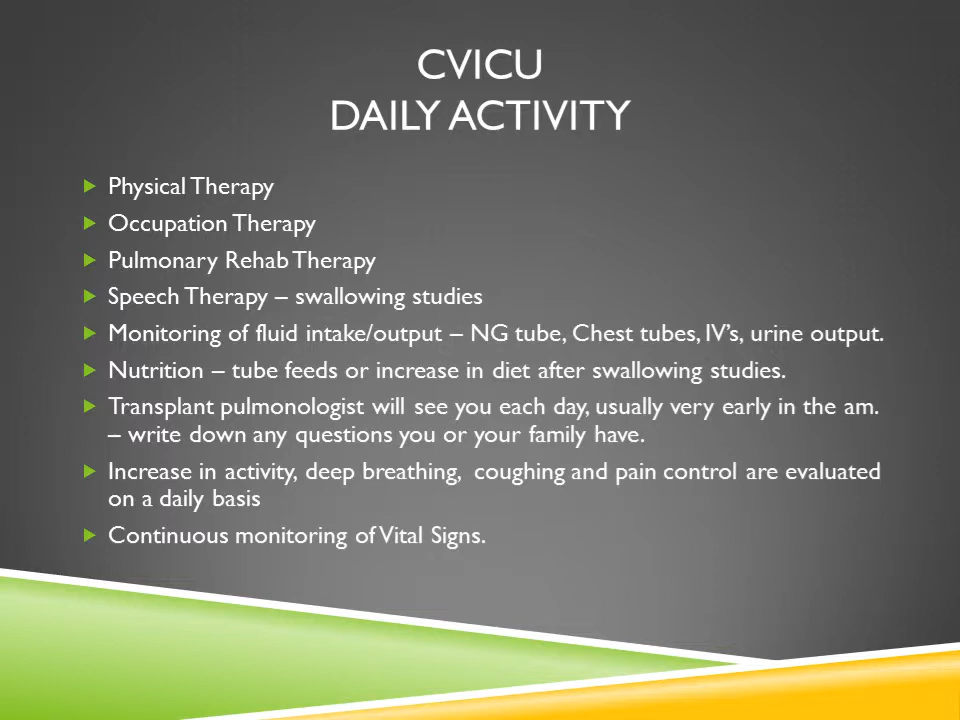 CVICU
DAILY ACTIVITY
Physical Therapy
Occupation Therapy
Pulmonary Rehab Therapy
Speech Therapy – swallowing studies
Monitoring of fluid intake/output – NG tube, Chest tubes, IV's, urine output.
Nutrition – tube feeds or increase in diet after swallowing studies.
Transplant pulmonologist will see you each day, usually very early in the am.
– write down any questions you or your family have.
Increase in activity, deep breathing,  coughing and pain control are evaluated
on a daily basis
Continuous monitoring of Vital Signs.